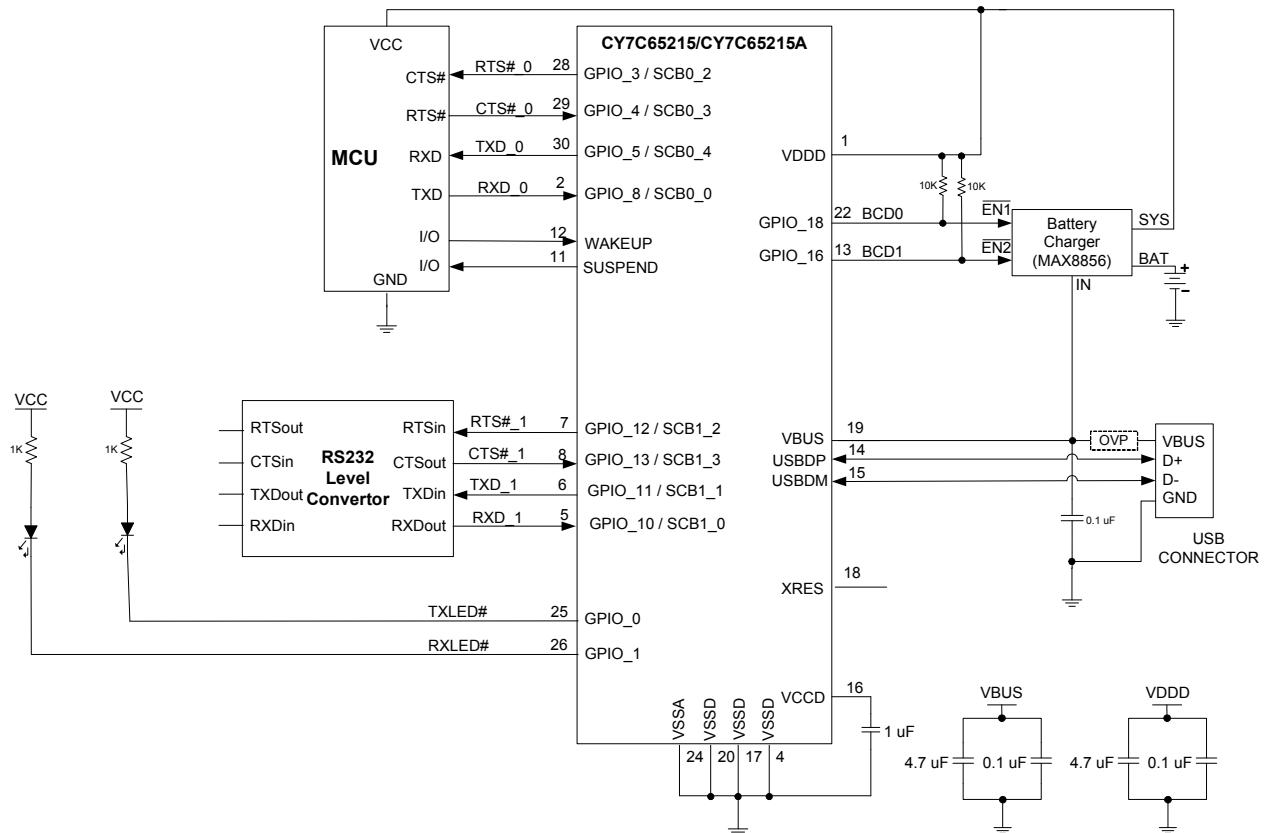 CY7C65215/CY7C65215A
VCC
CTS#
RTS#
MCU
RXD
TXD
I/O
I/O
GND
RTS#_0
28
GPIO_3 / SCB0_2
CTS#_0
29
GPIO_4 / SCB0_3
TXD_0
30
GPIO_5 / SCB0_4
RXD_0
2
GPIO_8 / SCB0_0
12
WAKEUP
11
SUSPEND
VDDD
1
10K
10K
GPIO_18
22
BCD0
EN1
GPIO_16
13
BCD1
EN2
Battery
Charger
(MAX8856)
SYS
BAT
+
-
IN
VCC
1K
VCC
1K
RTSout
CTSin
TXDout
RXDin
RS232
Level
Convertor
RTSin
CTSout
TXDin
RXDout
RTS#_1
7
GPIO_12 / SCB1_2
CTS#_1
8
GPIO_13 / SCB1_3
TXD_1
6
GPIO_11 / SCB1_1
RXD_1
5
GPIO_10 / SCB1_0
VBUS
19
USBDP
14
USBDM
15
OVP
VBUS
D+
D-
GND
0.1 uF
USB
CONNECTOR
XRES
18
TXLED#
25
GPIO_0
RXLED#
26
GPIO_1
VCCD
16
1 uF
VSSA
VSSD
VSSD
VSSD
24
20
17
4
VBUS
4.7 uF
0.1 uF
VDDD
4.7 uF
0.1 uF